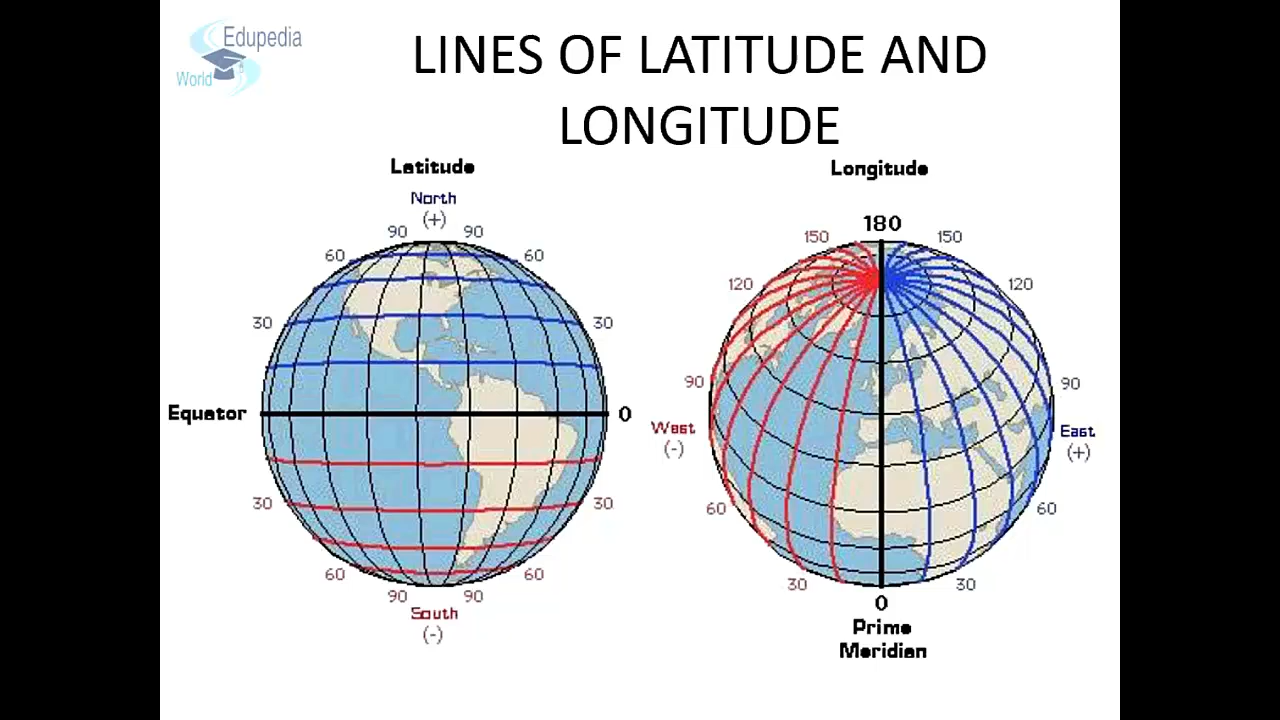 Edupedia
World
LINES OF LATITUDE AND
LONGITUDE
Latitude
North
(+)
90 90
60 60
30 30
Equator 0
30 30
60 60
90 90
South
(-)
Longitude
180
150 150
120 120
90 90
West East
(-) (+)
60 60
30 30
0
Prime
Meridian